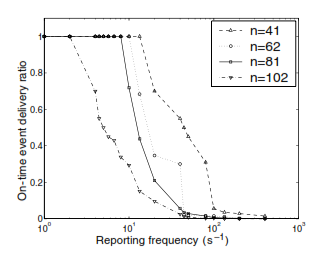 n=41
n=62
n=81
n=102
On-time event delivery ratio
1
0.8
0.6
0.4
0.2
0
10^0 10^1 10^2 10^3
Reporting frequency (s^-1)